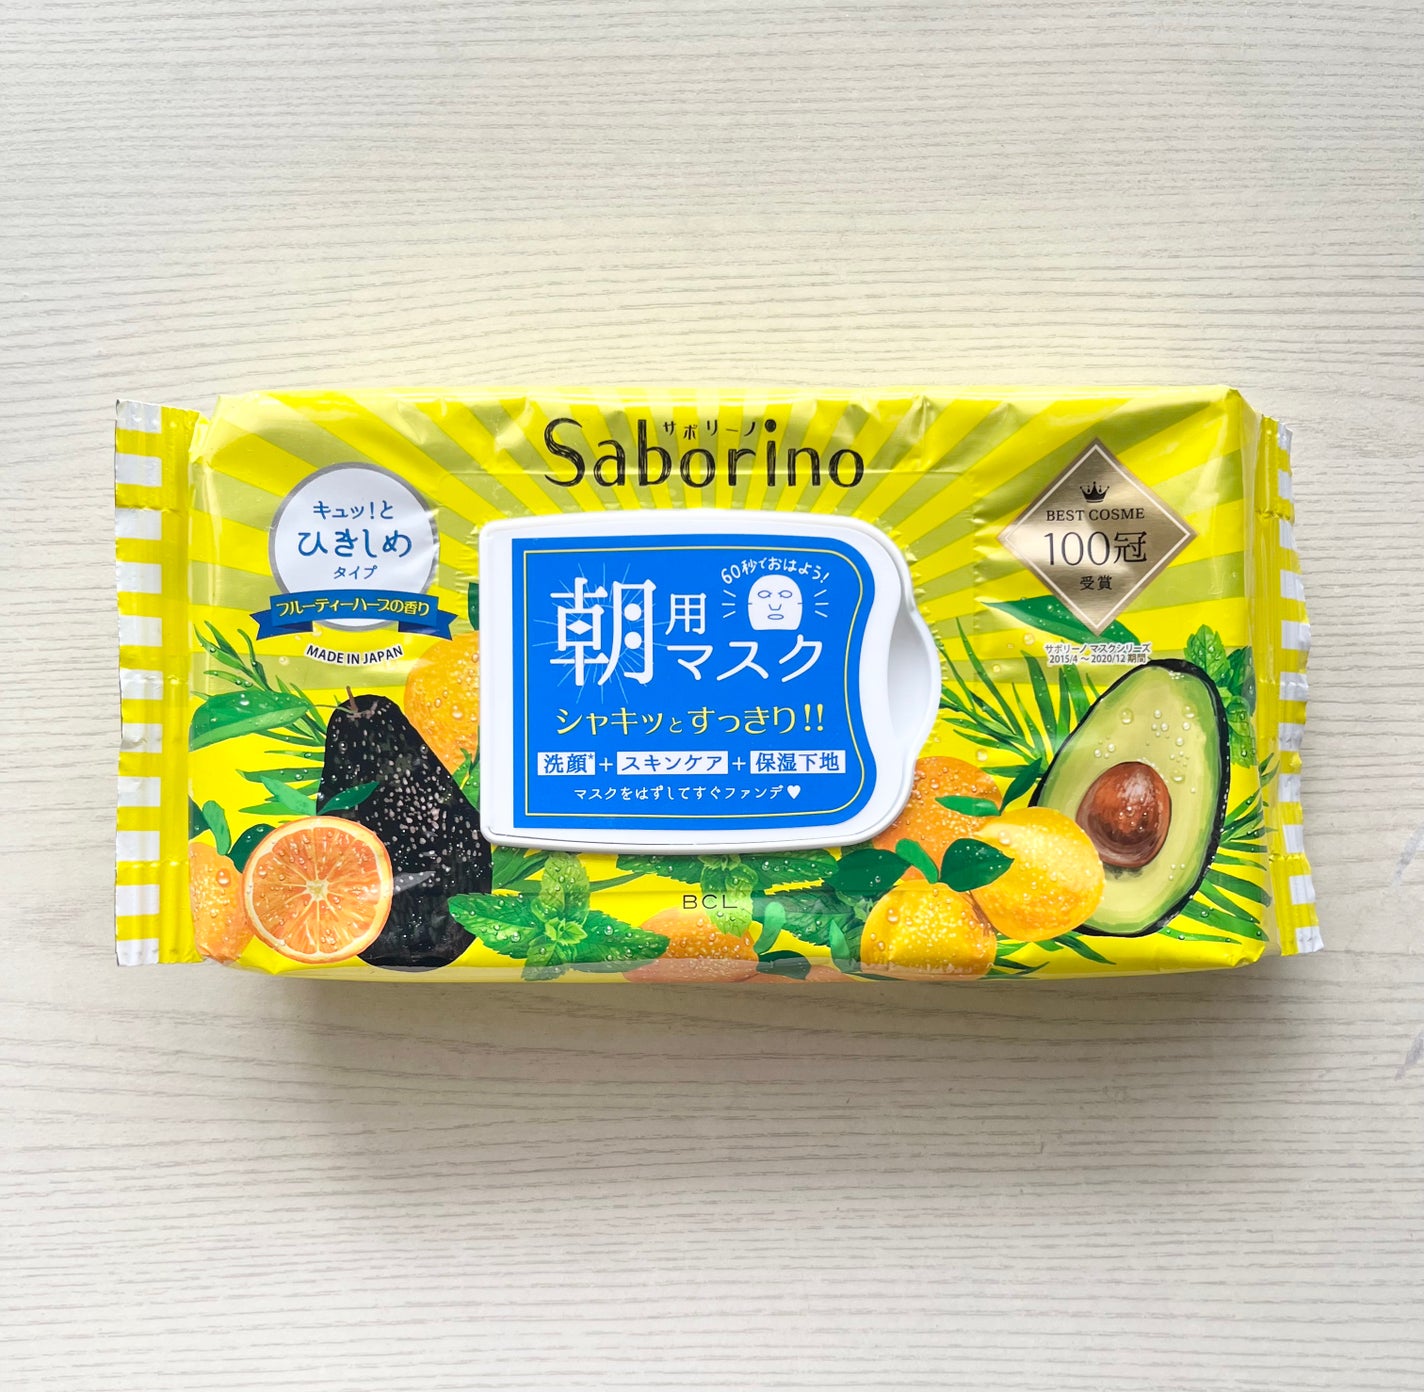 サボリーノ
Saborino
キュッ!と
ひきしめ
タイプ
フルーティーハーブの香り
MADE IN JAPAN
60秒でおはよう!
朝用マスク
シャキッとすっきり!!
洗顔*+スキンケア+保湿下地
マスクをはずしてすぐファンデ♥
BCL
BEST COSME
100冠
受賞
サボリーノ マスクシリーズ
2015/4~2020/12期間